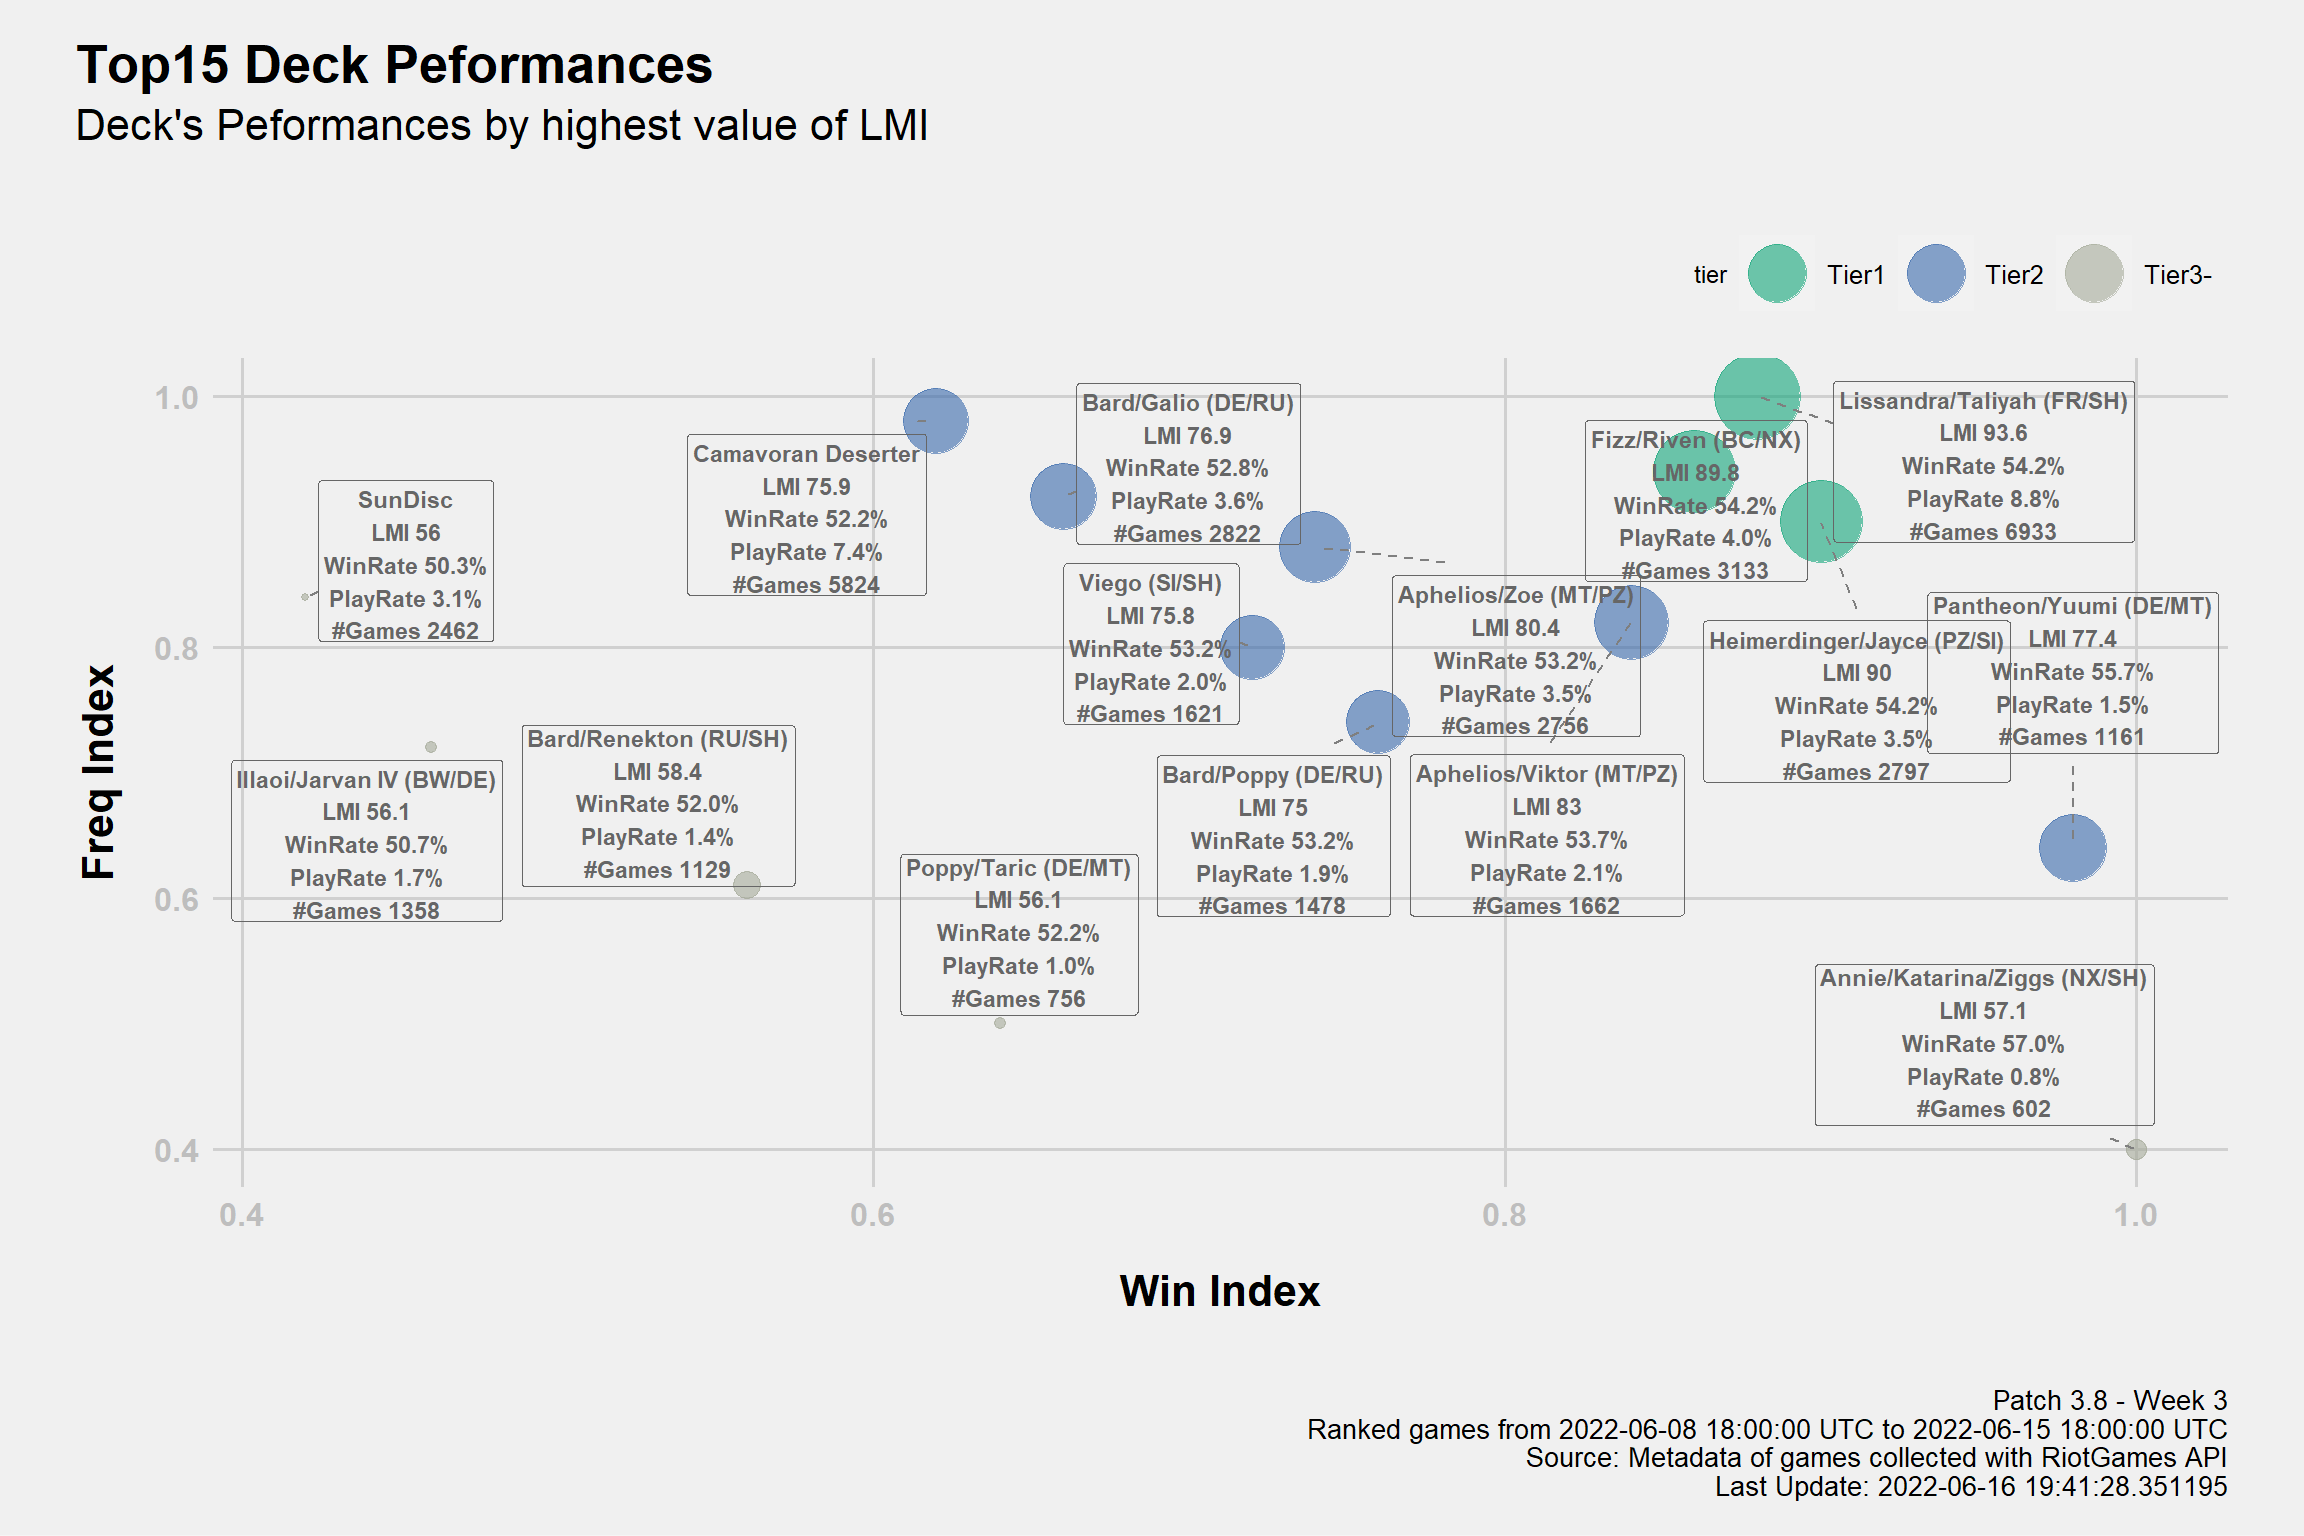 Top15 Deck Peformances
Deck's Peformances by highest value of LMI
tier
Tier1
Tier2
Tier3-
Freq Index
1.0
0.8
0.6
0.4
SunDisc
LMI 56
WinRate 50.3%
PlayRate 3.1%
#Games 2462
Camavoran Deserter
LMI 75.9
WinRate 52.2%
PlayRate 7.4%
#Games 5824
Bard/Galio (DE/RU)
LMI 76.9
WinRate 52.8%
PlayRate 3.6%
#Games 2822
Fizz/Riven (BC/NX)
LMI 89.8
WinRate 54.2%
PlayRate 4.0%
#Games 3133
Lissandra/Taliyah (FR/SH)
LMI 93.6
WinRate 54.2%
PlayRate 8.8%
#Games 6933
Viego (SI/SH)
LMI 75.8
WinRate 53.2%
PlayRate 2.0%
#Games 1621
Aphelios/Zoe (MT/PZ)
LMI 80.4
WinRate 53.2%
PlayRate 3.5%
#Games 2756
Heimerdinger/Jayce (PZ/SI)
LMI 90
WinRate 54.2%
PlayRate 3.5%
#Games 2797
Pantheon/Yuumi (DE/MT)
LMI 77.4
WinRate 55.7%
PlayRate 1.5%
#Games 1161
Illaoi/Jarvan IV (BW/DE)
LMI 56.1
WinRate 50.7%
PlayRate 1.7%
#Games 1358
Bard/Renekton (RU/SH)
LMI 58.4
WinRate 52.0%
PlayRate 1.4%
#Games 1129
Poppy/Taric (DE/MT)
LMI 56.1
WinRate 52.2%
PlayRate 1.0%
#Games 756
Bard/Poppy (DE/RU)
LMI 75
WinRate 53.2%
PlayRate 1.9%
#Games 1478
Aphelios/Viktor (MT/PZ)
LMI 83
WinRate 53.7%
PlayRate 2.1%
#Games 1662
Annie/Katarina/Ziggs (NX/SH)
LMI 57.1
WinRate 57.0%
PlayRate 0.8%
#Games 602
0.4
0.6
0.8
1.0
Win Index
Patch 3.8 - Week 3
Ranked games from 2022-06-08 18:00:00 UTC to 2022-06-15 18:00:00 UTC
Source: Metadata of games collected with RiotGames API
Last Update: 2022-06-16 19:41:28.351195